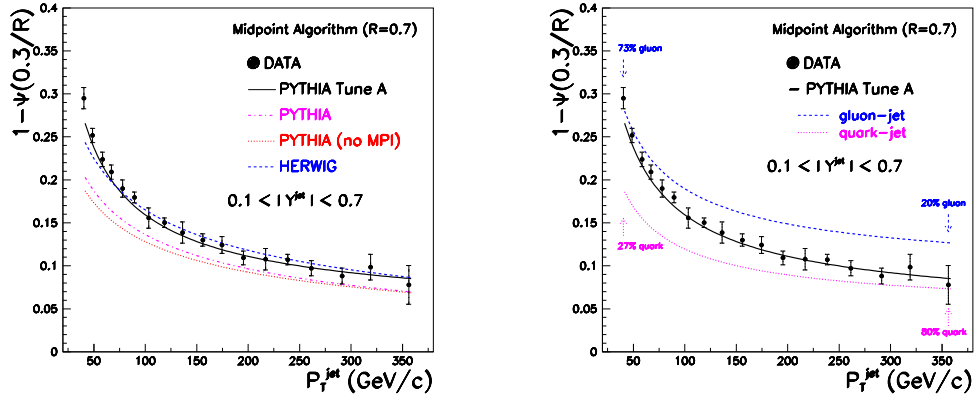 1-ψ(0.3/R)
0.4
0.35
0.3
0.25
0.2
0.15
0.1
0.05
0
Midpoint Algorithm (R=0.7)
DATA
PYTHIA Tune A
PYTHIA
PYTHIA (no MPI)
HERWIG
0.1 < | Y^jet | < 0.7
50 100 150 200 250 300 350
P_T^jet (GeV/c)
1-ψ(0.3/R)
0.4
0.35
0.3
0.25
0.2
0.15
0.1
0.05
0
Midpoint Algorithm (R=0.7)
73% gluon
DATA
PYTHIA Tune A
gluon-jet
quark-jet
0.1 < | Y^jet | < 0.7
20% gluon
27% quark
80% quark
50 100 150 200 250 300 350
P_T^jet (GeV/c)